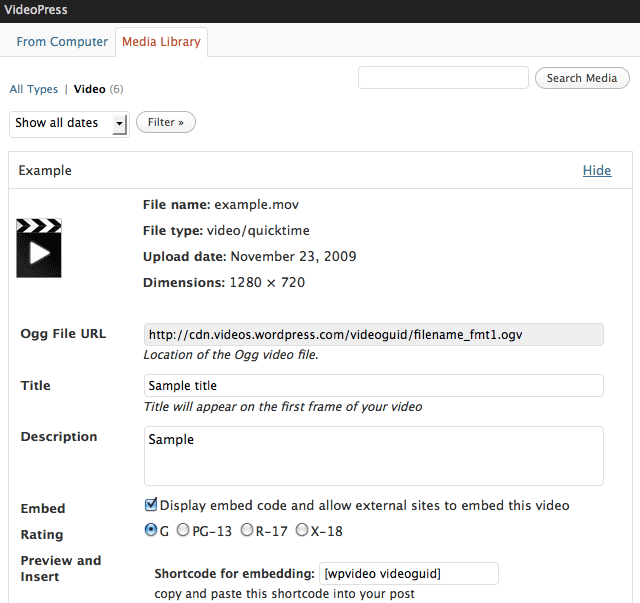 VideoPress
From Computer Media Library
Search Media
All Types | Video (6)
Show all dates Filter »
Example Hide
File name: example.mov
File type: video/quicktime
Upload date: November 23, 2009
Dimensions: 1280 × 720
Ogg File URL http://cdn.videos.wordpress.com/videoguid/filename_fmt1.ogv
Location of the Ogg video file.
Title Sample title
Title will appear on the first frame of your video
Description Sample
Embed Display embed code and allow external sites to embed this video
Rating G PG-13 R-17 X-18
Preview and
Insert
Shortcode for embedding: [wpvideo videoguid]
copy and paste this shortcode into your post